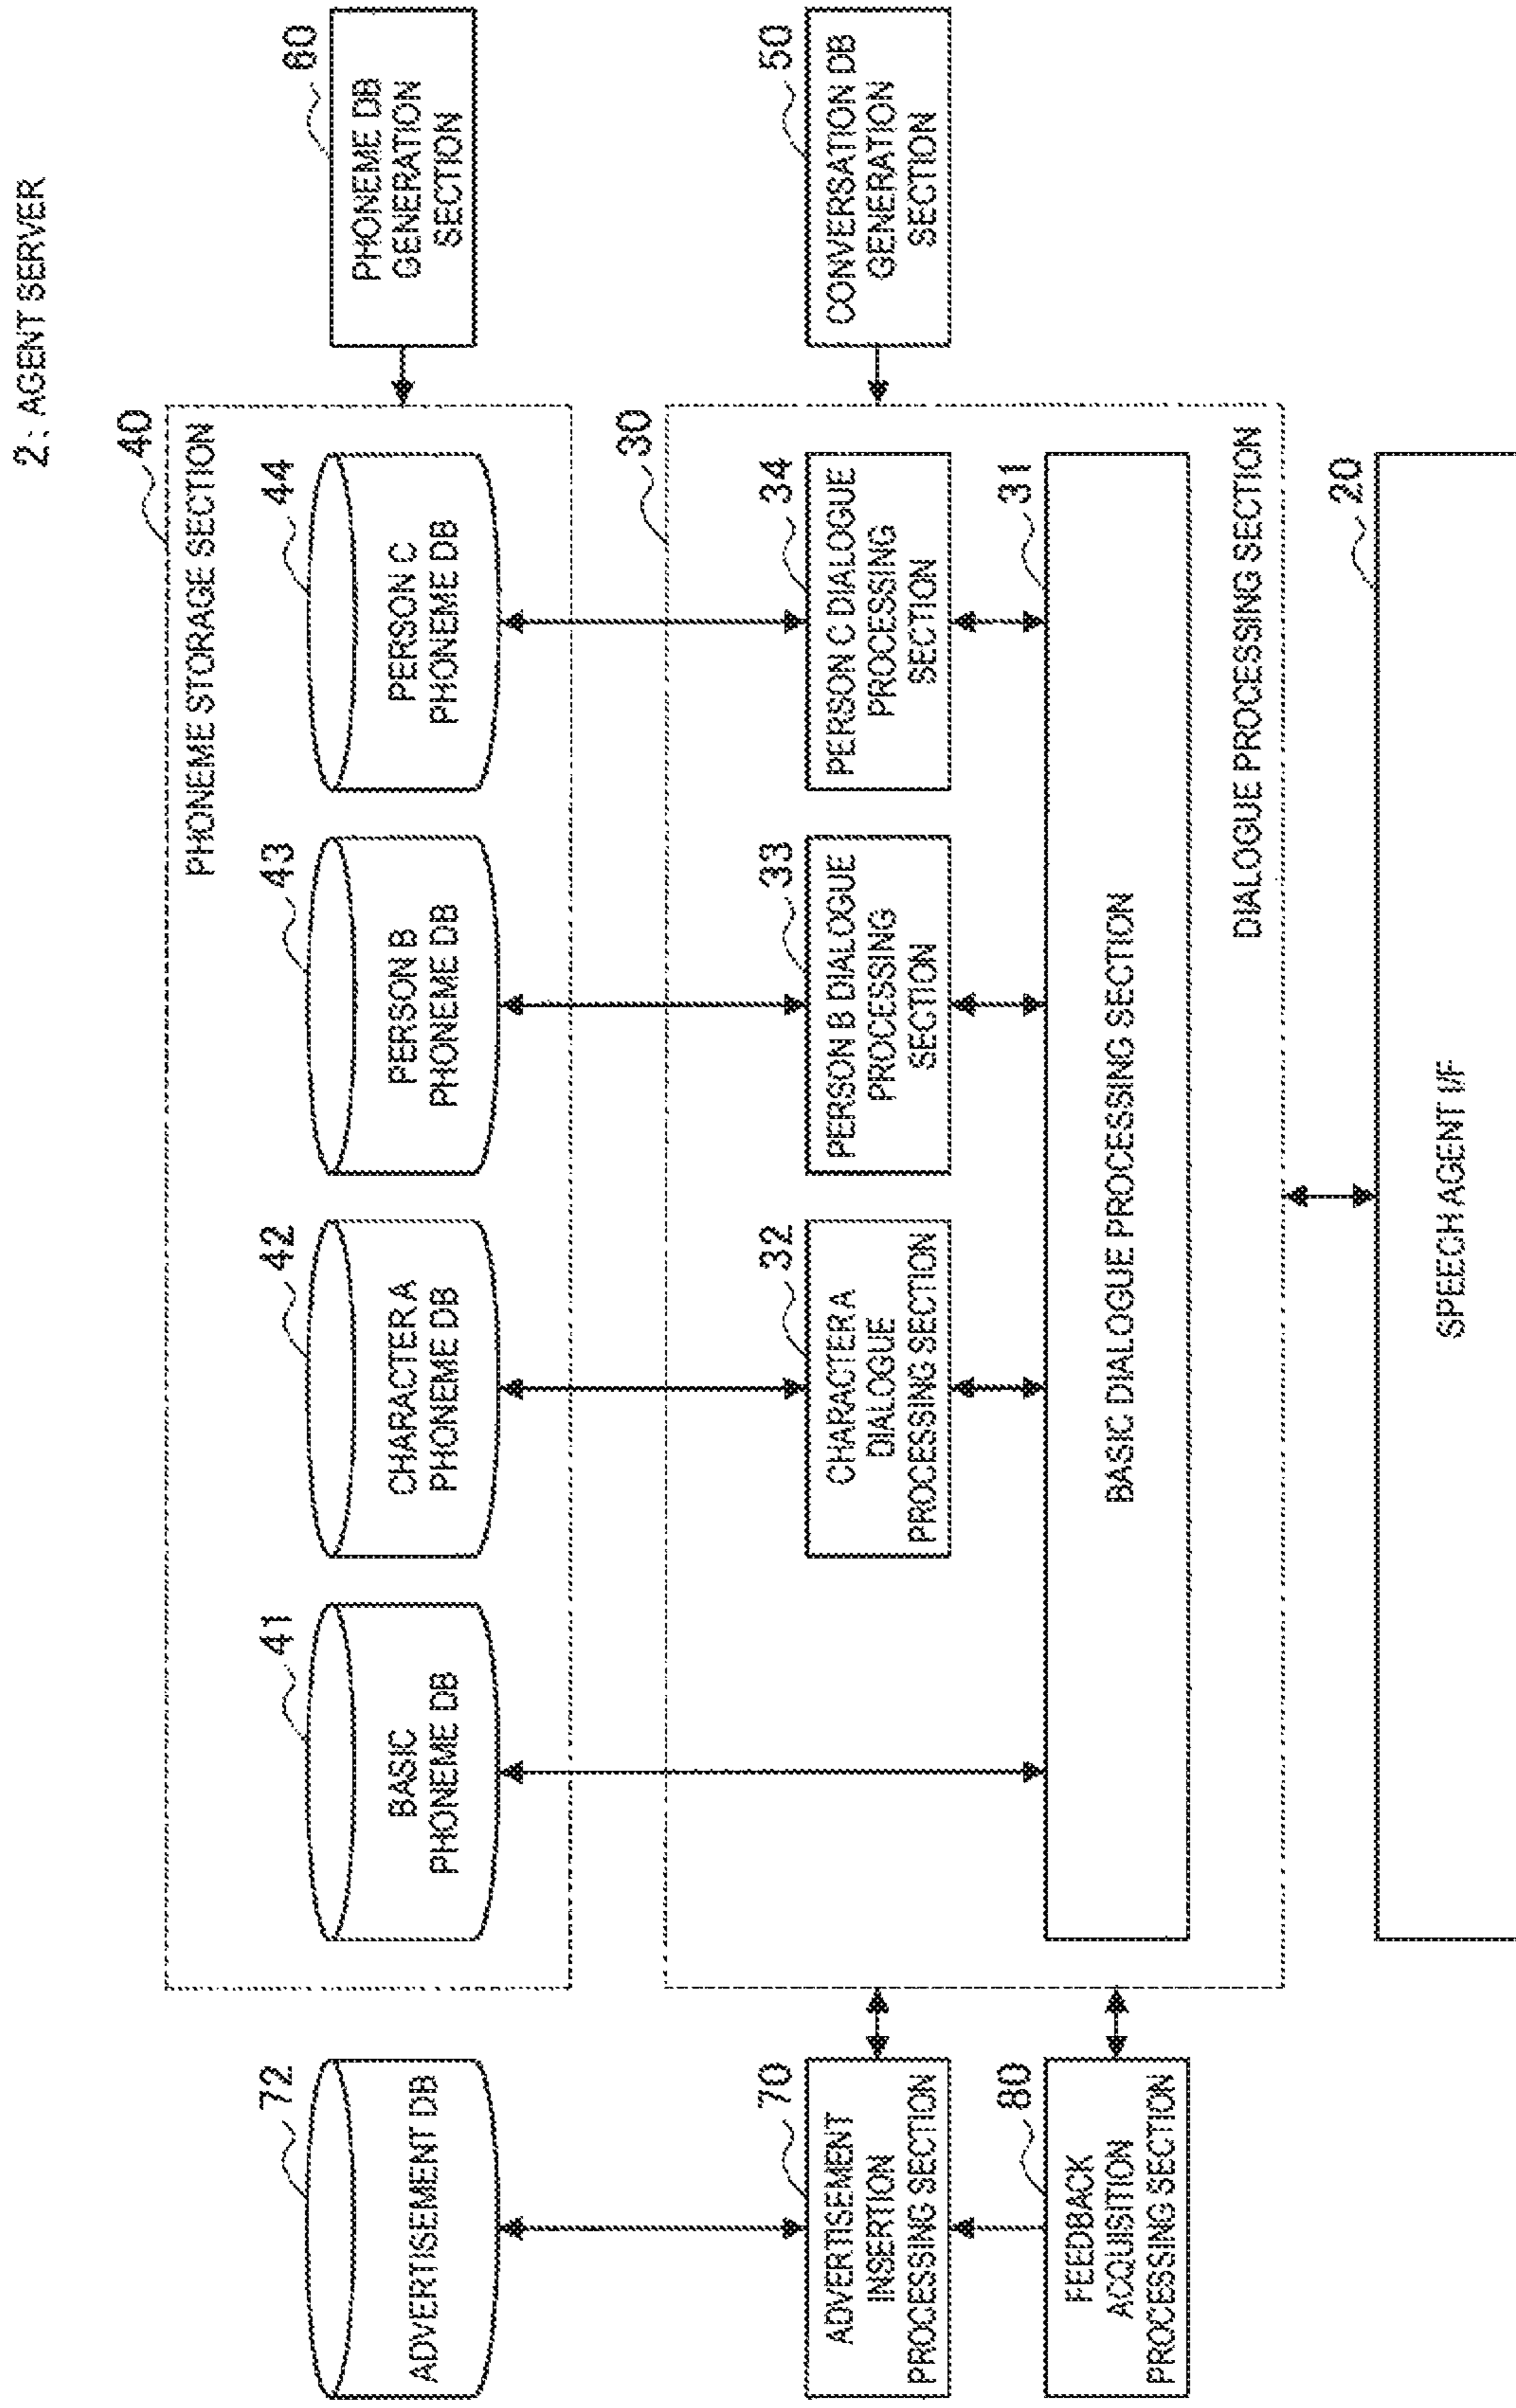 2: AGENT SERVER
40
PHONEME STORAGE SECTION
72
ADVERTISEMENT DB
41
BASIC
PHONEME DB
42
CHARACTER A
PHONEME DB
43
PERSON B
PHONEME DB
44
PERSON C
PHONEME DB
60
PHONEME DB
GENERATION
SECTION
30
70
ADVERTISEMENT
INSERTION
PROCESSING SECTION
32
CHARACTER A
DIALOGUE
PROCESSING SECTION
33
PERSON B DIALOGUE
PROCESSING
SECTION
34
PERSON C DIALOGUE
PROCESSING
SECTION
50
CONVERSATION DB
GENERATION
SECTION
80
FEEDBACK
ACQUISITION
PROCESSING SECTION
31
BASIC DIALOGUE PROCESSING SECTION
DIALOGUE PROCESSING SECTION
20
SPEECH AGENT I/F